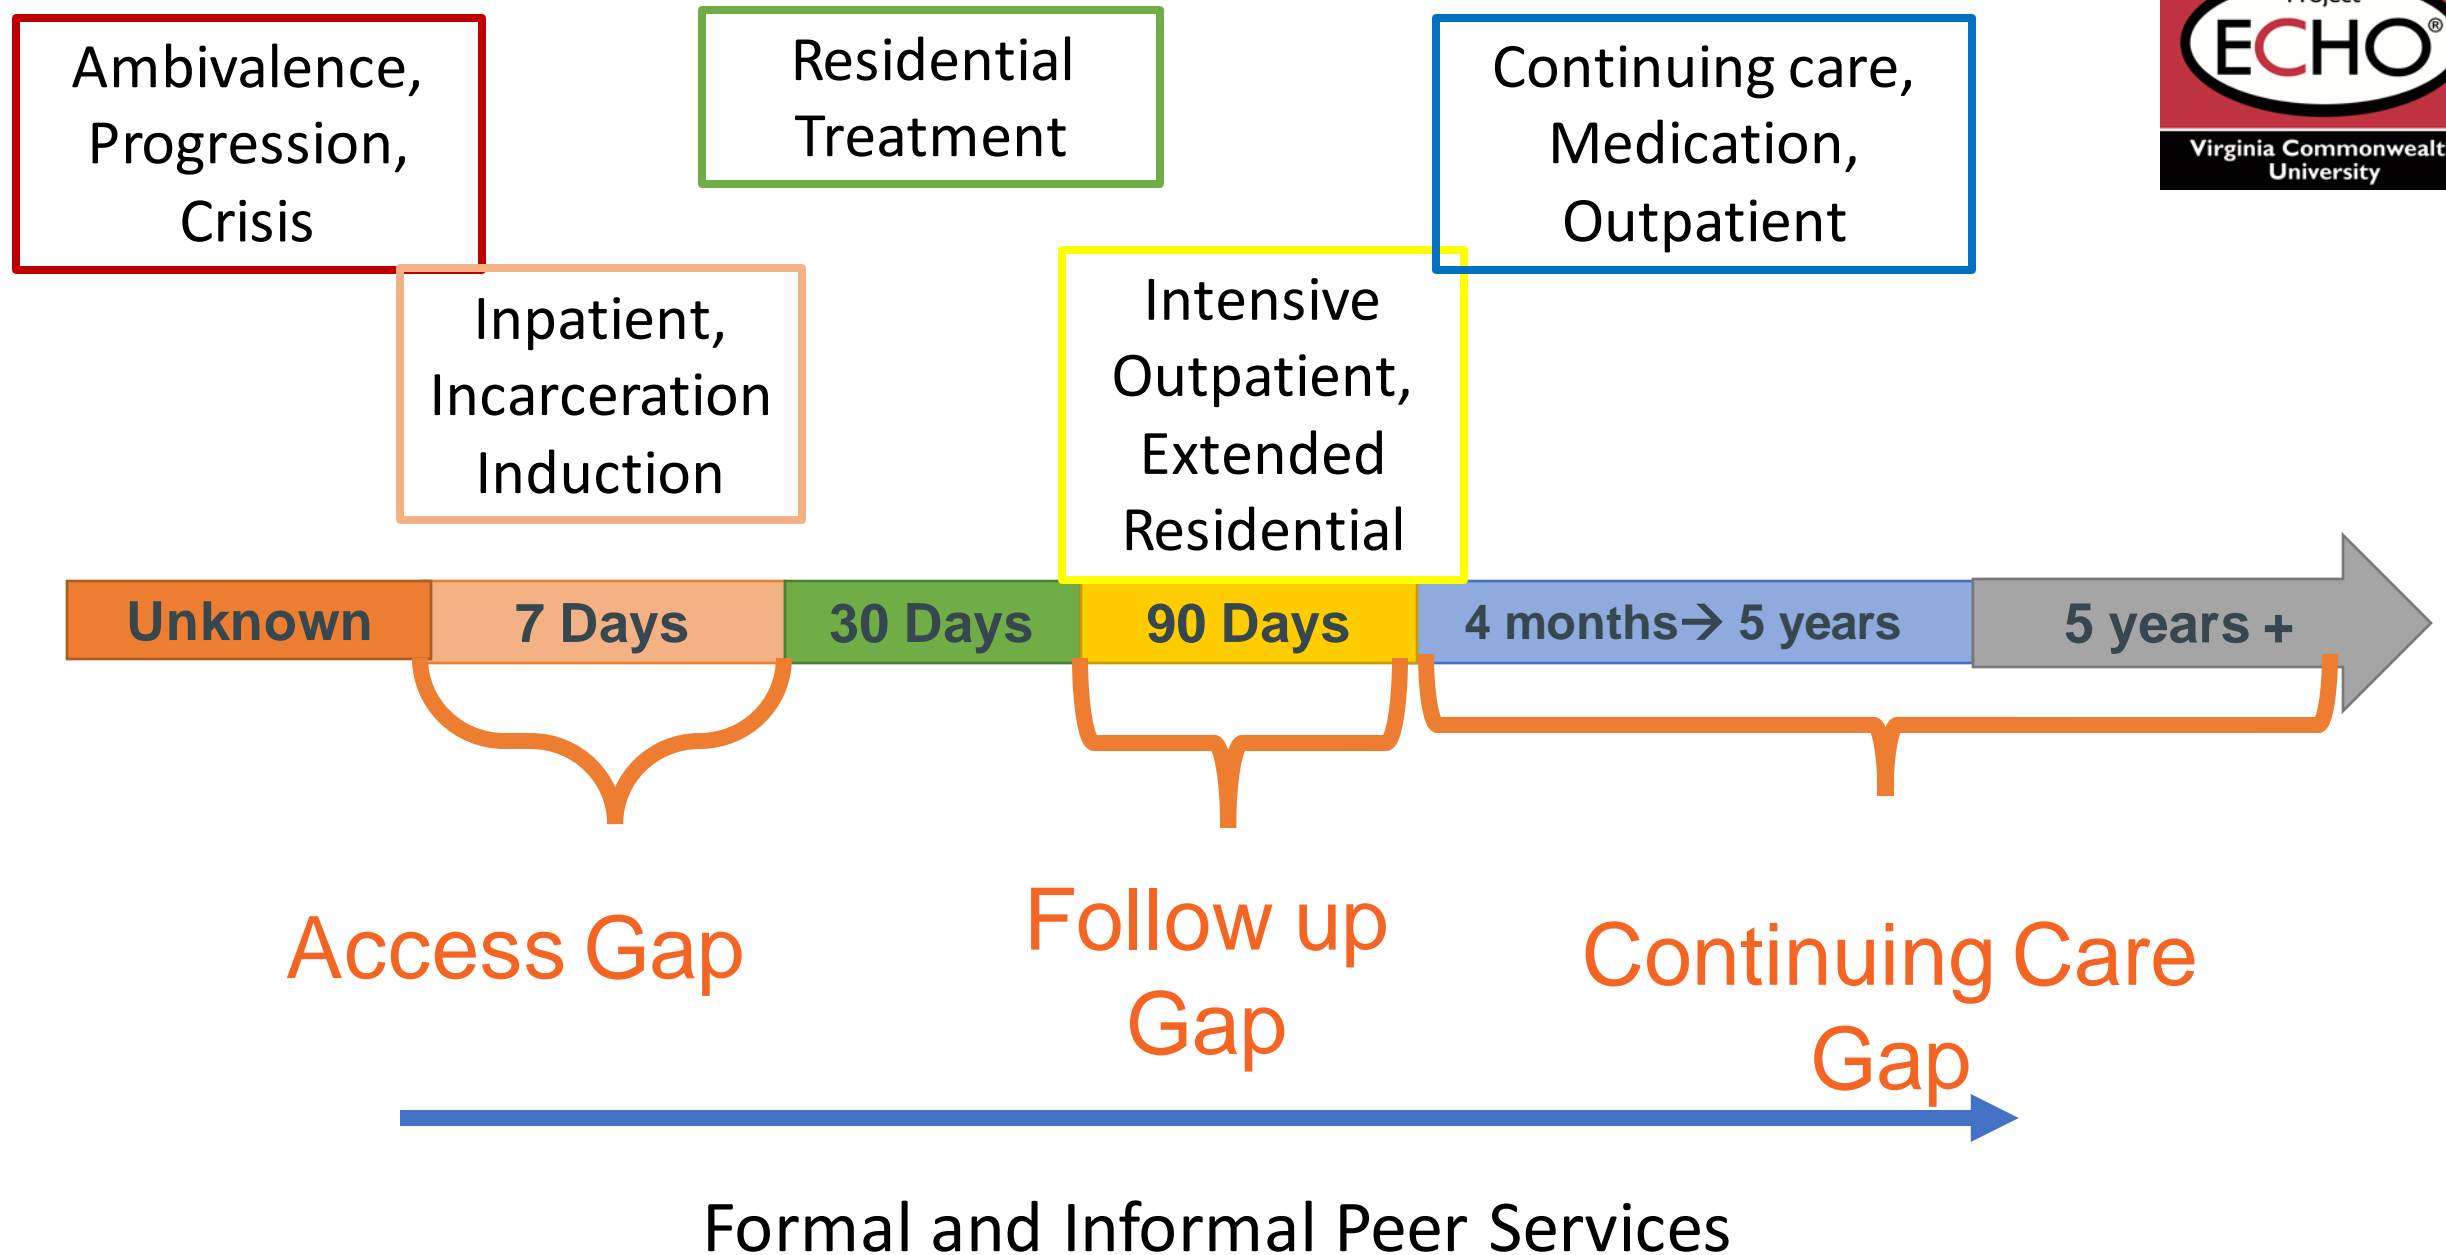 Ambivalence,
Progression,
Crisis
Residential
Treatment
Continuing care,
Medication,
Outpatient
ECHO®
Virginia Commonwealt
University
Inpatient,
Incarceration
Induction
Intensive
Outpatient,
Extended
Residential
Unknown
7 Days
30 Days
90 Days
4 months→ 5 years
5 years +
Access Gap
Follow up
Gap
Continuing Care
Gap
Formal and Informal Peer Services